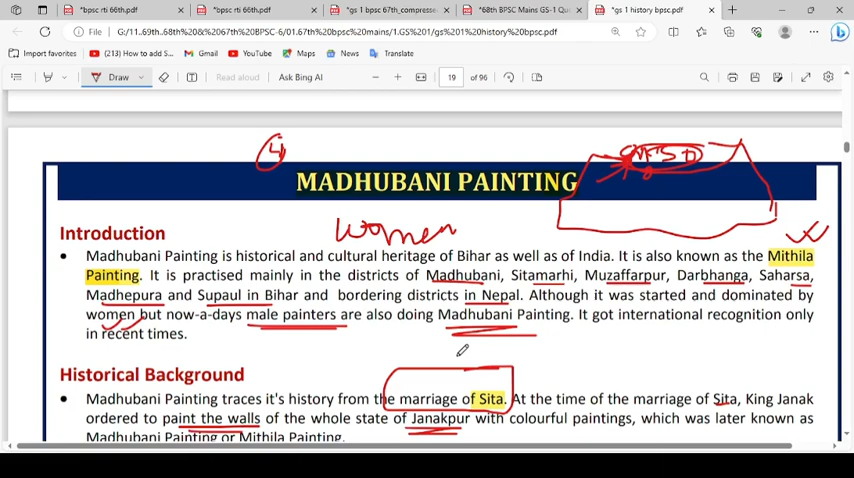 *bpsc rti 66th.pdf
*bpsc rti 66th.pdf
*gs 1 bpsc 67th_compresse
*68th BPSC Mains GS-1 Que
*gs 1 history bpsc.pdf
File
G:/11.69th.68th%20&%2067th%20BPSC-6/01.67th%20bpsc%20mains/1.GS%201/gs%201%20history%20bpsc.pdf
Import favorites
(213) How to add S...
Gmail
YouTube
Maps
News
Translate
Draw
Read aloud
Ask Bing AI
19 of 96
4
MADHUBANI PAINTING
Women
Introduction
Madhubani Painting is historical and cultural heritage of Bihar as well as of India. It is also known as the Mithila
Painting. It is practised mainly in the districts of Madhubani, Sitamarhi, Muzaffarpur, Darbhanga, Saharsa,
Madhepura and Supaul in Bihar and bordering districts in Nepal. Although it was started and dominated by
women but now-a-days male painters are also doing Madhubani Painting. It got international recognition only
in recent times.
Historical Background
Madhubani Painting traces it's history from the marriage of Sita. At the time of the marriage of Sita, King Janak
ordered to paint the walls of the whole state of Janakpur with colourful paintings, which was later known as
Madhubani Painting or Mithila Painting.